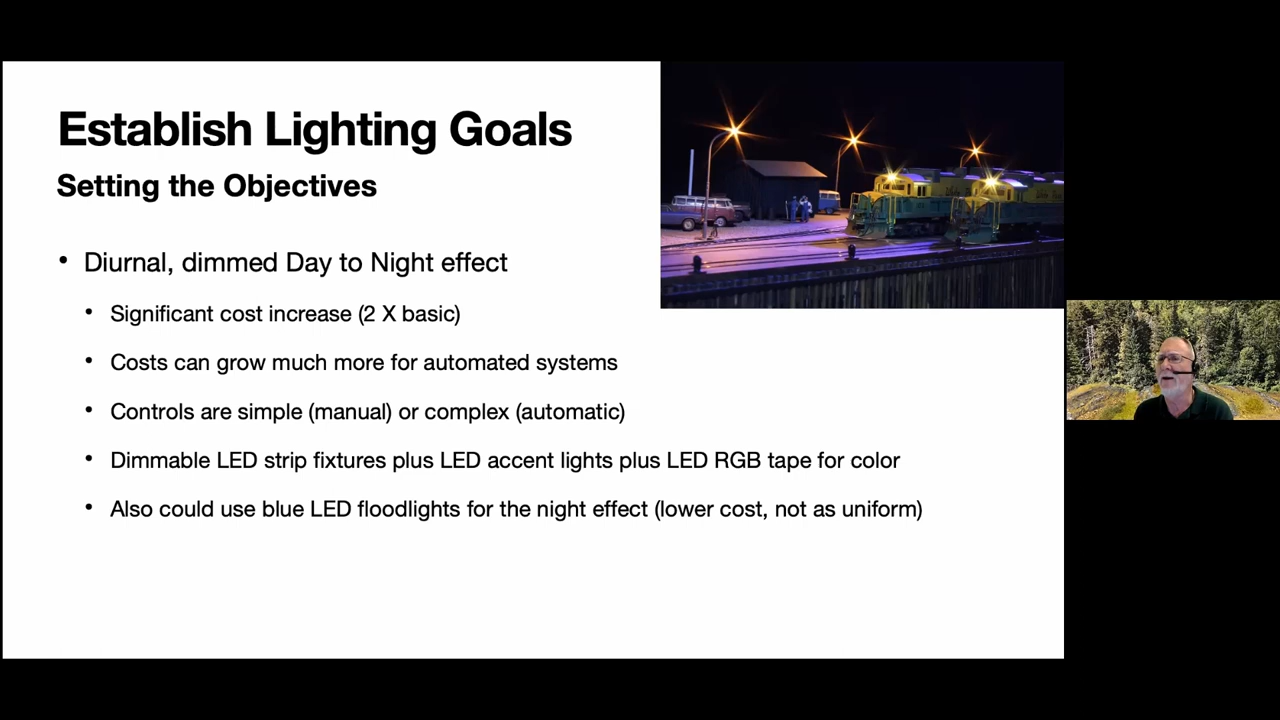 Establish Lighting Goals
Setting the Objectives
• Diurnal, dimmed Day to Night effect
• Significant cost increase (2 X basic)
• Costs can grow much more for automated systems
• Controls are simple (manual) or complex (automatic)
• Dimmable LED strip fixtures plus LED accent lights plus LED RGB tape for color
• Also could use blue LED floodlights for the night effect (lower cost, not as uniform)